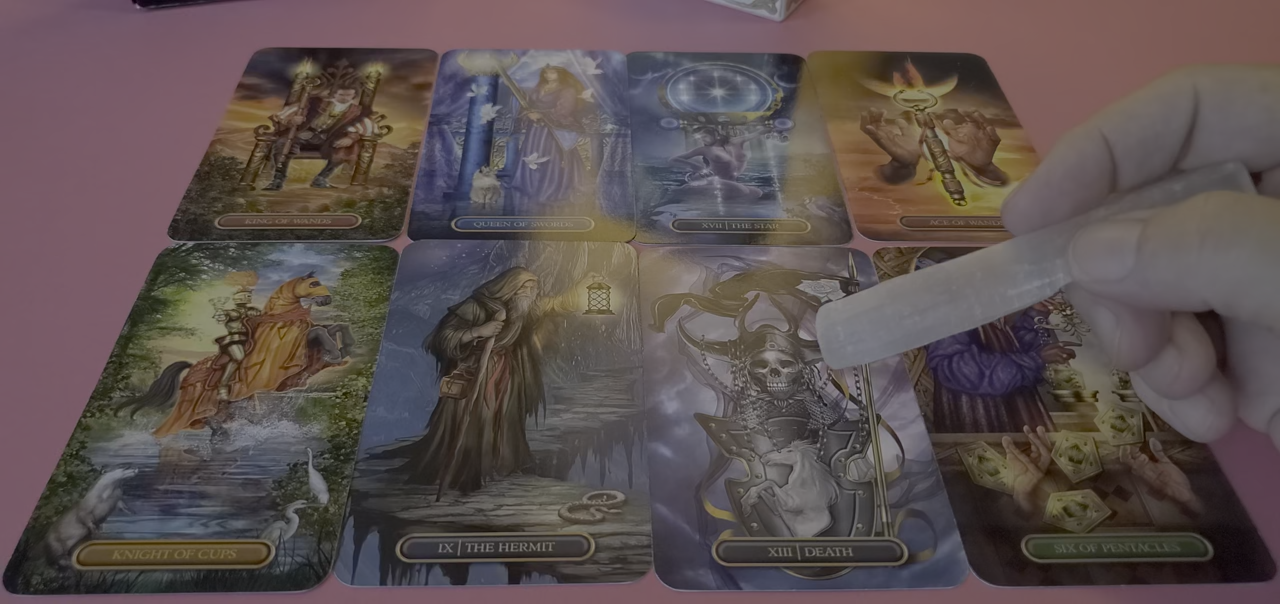 KING OF WANDS
QUEEN OF SWORDS
XVII | THE STAR
ACE OF WANDS
KNIGHT OF CUPS
IX | THE HERMIT
XIII | DEATH
SIX OF PENTACLES